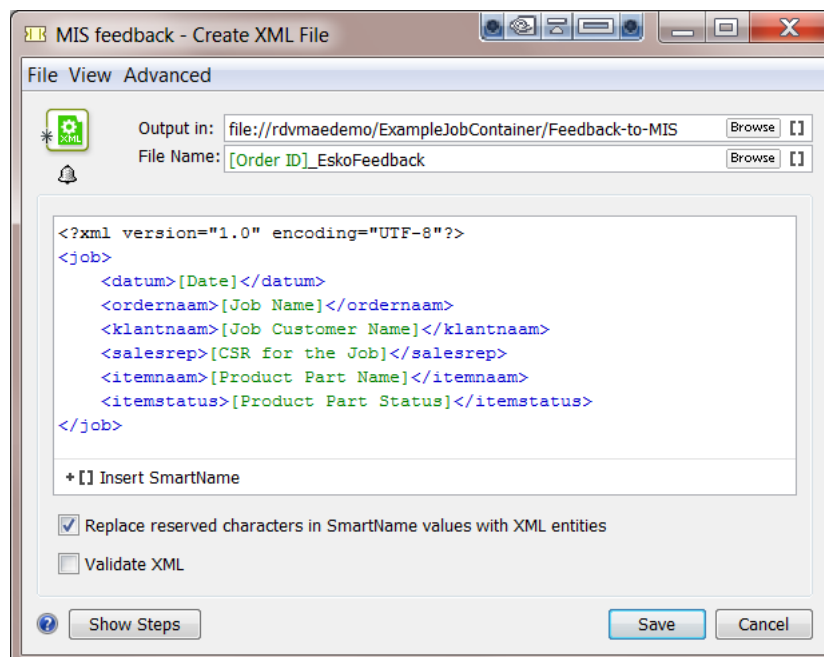 MIS feedback - Create XML File
File View Advanced
Output in: file://rdvmaedemo/ExampleJobContainer/Feedback-to-MIS Browse []
File Name: [Order ID]_EskoFeedback Browse []
XML
<?xml version="1.0" encoding="UTF-8"?>
<job>
<datum>[Date]</datum>
<ordernaam>[Job Name]</ordernaam>
<klantnaam>[Job Customer Name]</klantnaam>
<salesrep>[CSR for the Job]</salesrep>
<itemnaam>[Product Part Name]</itemnaam>
<itemstatus>[Product Part Status]</itemstatus>
</job>
+ [] Insert SmartName
Replace reserved characters in SmartName values with XML entities
Validate XML
? Show Steps Save Cancel